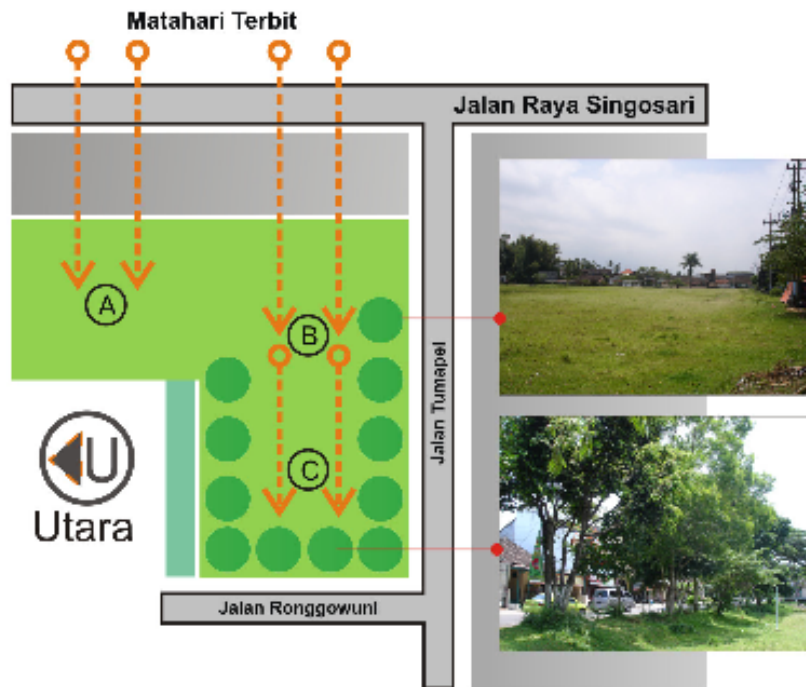 Matahari Terbit
Jalan Raya Singosari
A
B
C
Jalan Tumapel
U
Utara
Jalan Ronggowuni